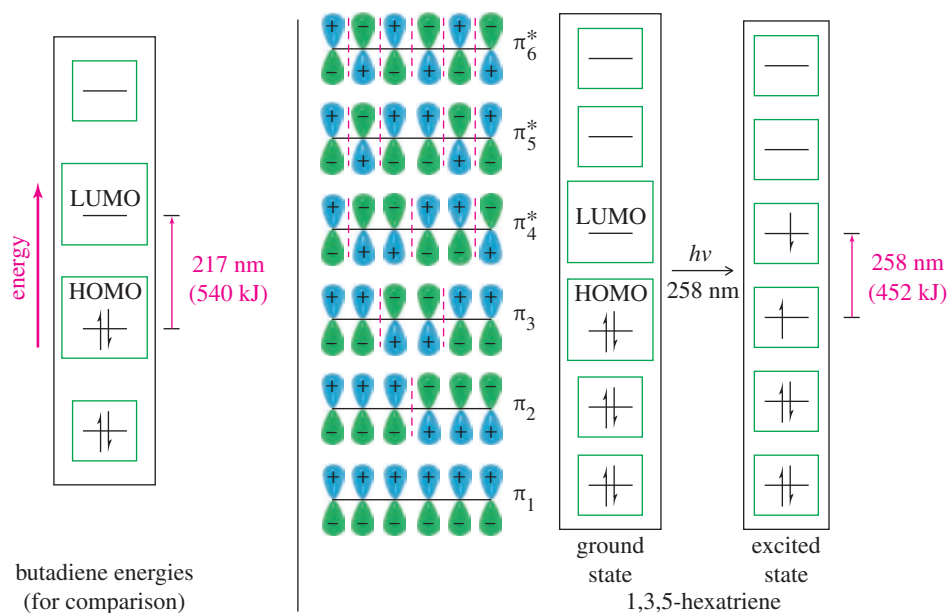 energy
LUMO
HOMO
217 nm
(540 kJ)
butadiene energies
(for comparison)
+ − + − + −
π6*
− + − + − +
+ − + + − +
π5*
− + − − + −
+ − − + + −
π4*
− + + − − +
+ + − − + +
π3
− − + + − −
+ + + − − −
π2
− − − + + +
+ + + + + +
π1
− − − − − −
LUMO
HOMO
ground
state
hν
258 nm
258 nm
(452 kJ)
excited
state
1,3,5-hexatriene